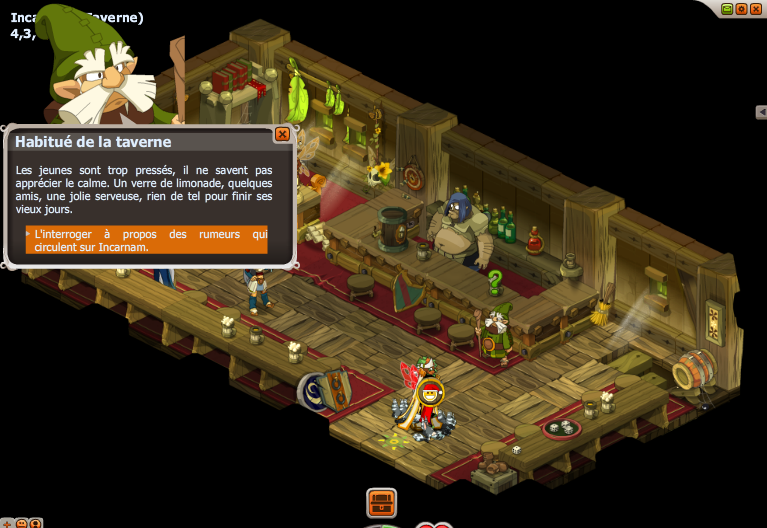 Taverne)
4,3,
Habitué de la taverne
Les jeunes sont trop pressés, il ne savent pas
apprécier le calme. Un verre de limonade, quelques
amis, une jolie serveuse, rien de tel pour finir ses
vieux jours.
L'interroger à propos des rumeurs qui
circulent sur Incarnam.